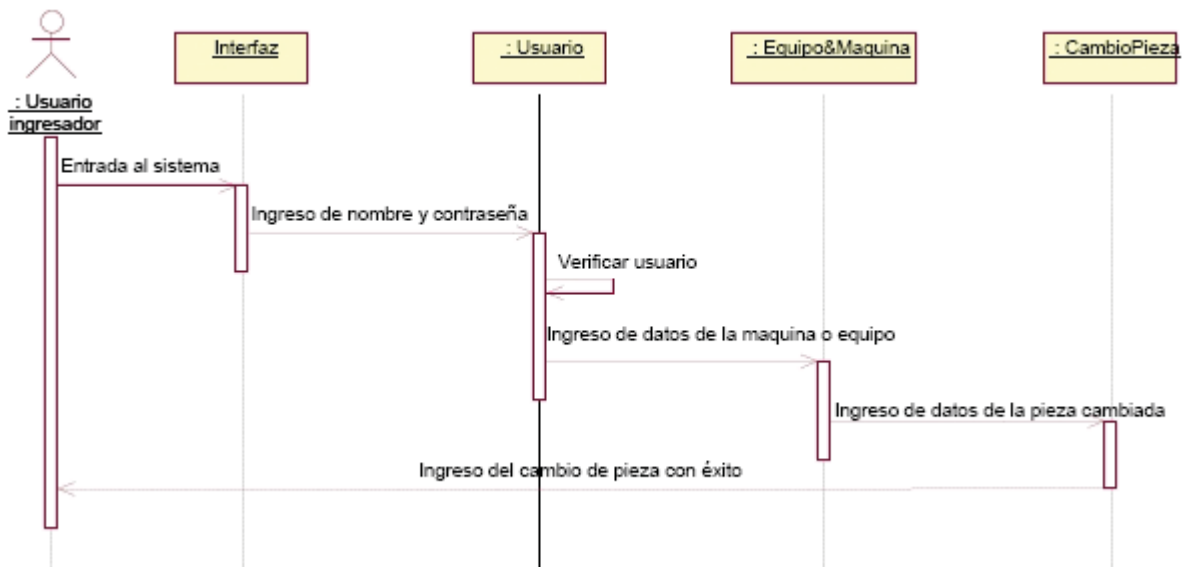 Interfaz
: Usuario
: Equipo&Maquina
: CambioPieza
: Usuario
ingresador
Entrada al sistema
Ingreso de nombre y contraseña
Verificar usuario
Ingreso de datos de la maquina o equipo
Ingreso de datos de la pieza cambiada
Ingreso del cambio de pieza con éxito